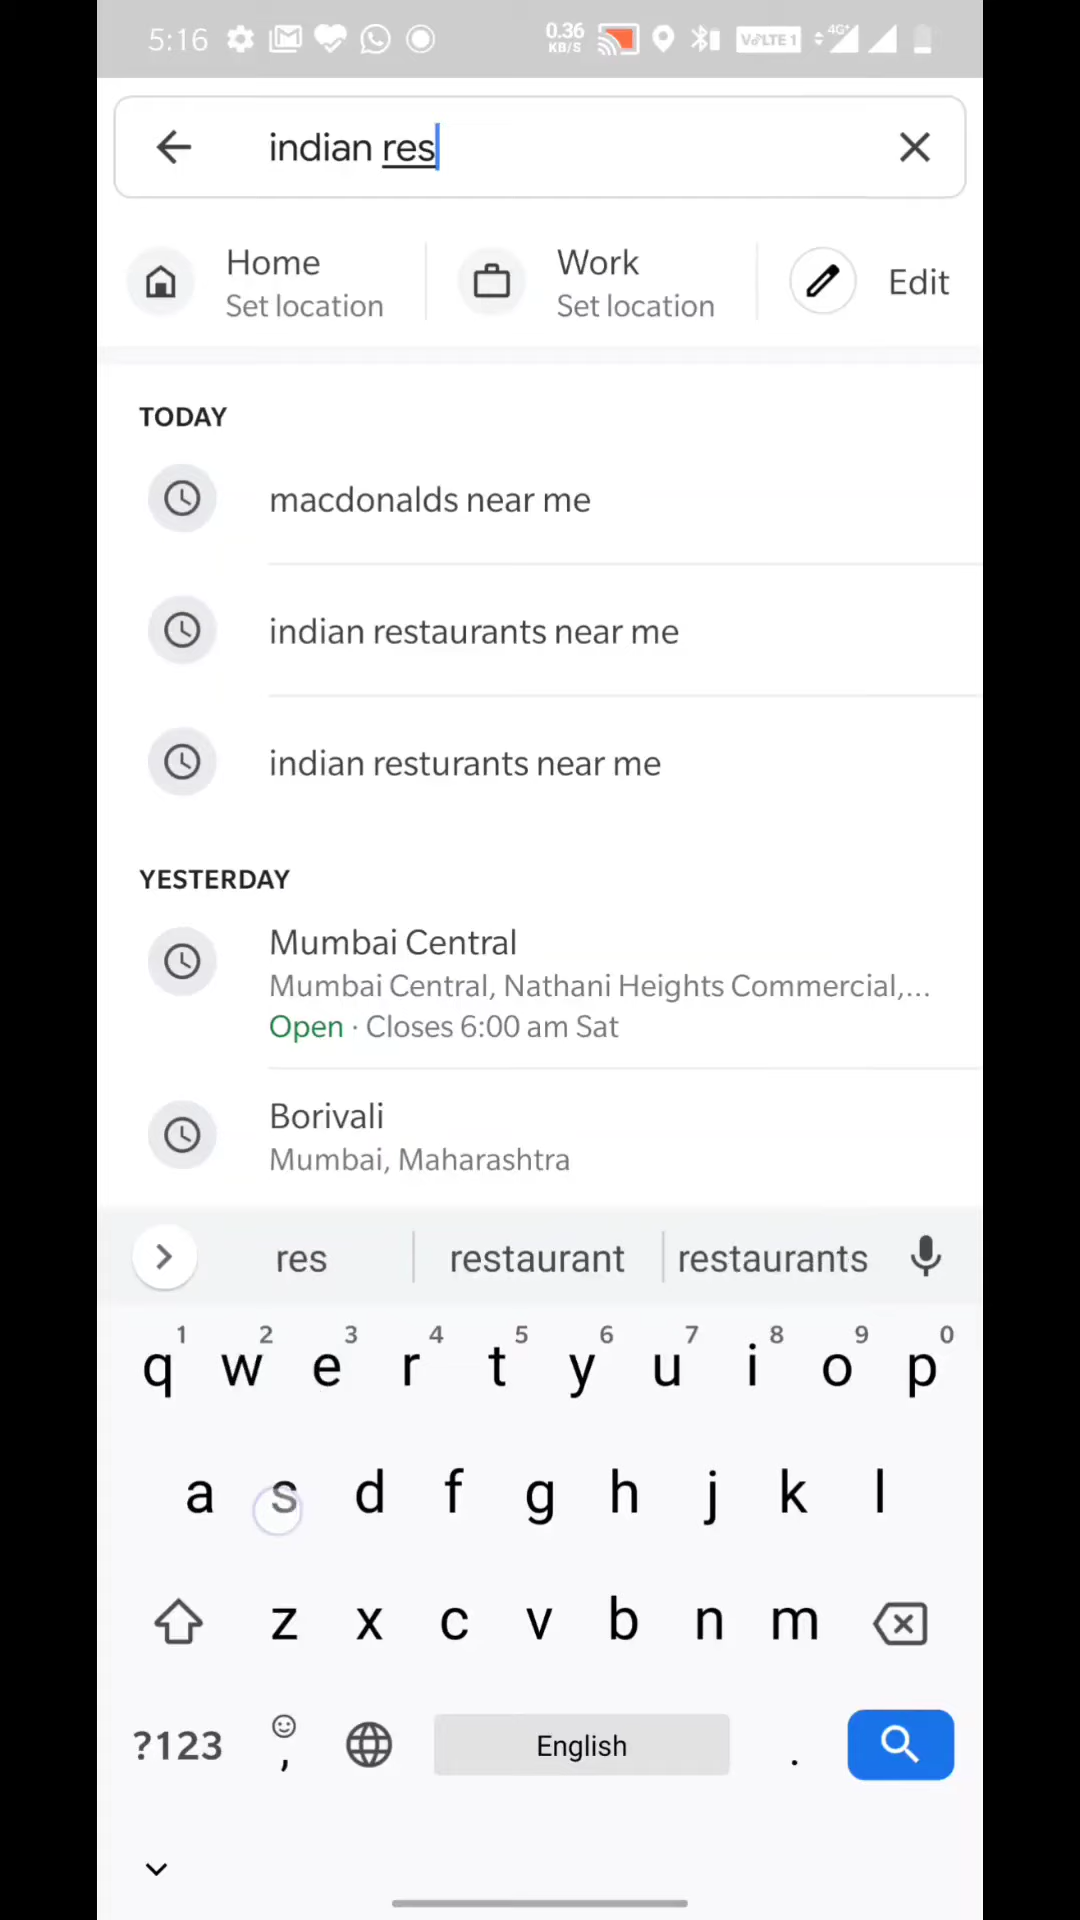 5:16 0.36 KB/S VoLTE 1 4G+
indian res
Home Work Edit
Set location Set location
TODAY
macdonalds near me
indian restaurants near me
indian resturants near me
YESTERDAY
Mumbai Central
Mumbai Central, Nathani Heights Commercial,...
Open · Closes 6:00 am Sat
Borivali
Mumbai, Maharashtra
res restaurant restaurants
1 2 3 4 5 6 7 8 9 0
q w e r t y u i o p
a s d f g h j k l
z x c v b n m
?123 , English .